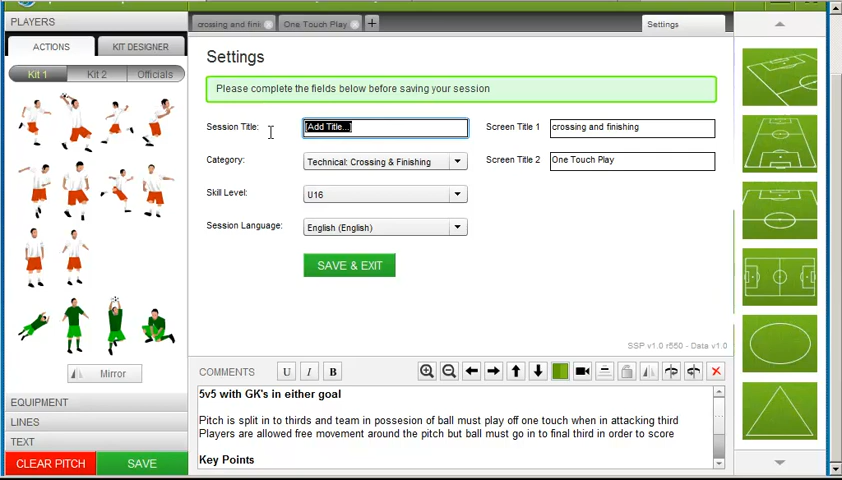 PLAYERS
ACTIONS
KIT DESIGNER
Kit 1
Kit 2
Officials
Mirror
EQUIPMENT
LINES
TEXT
CLEAR PITCH
SAVE
crossing and fini
One Touch Play
+
Settings
Settings
Please complete the fields below before saving your session
Session Title:
[Add Title...]
Category:
Technical: Crossing & Finishing
Skill Level:
U16
Session Language:
English (English)
SAVE & EXIT
Screen Title 1
crossing and finishing
Screen Title 2
One Touch Play
SSP v1.0 r550 - Data v1.0
COMMENTS
U
I
B
5v5 with GK's in either goal
Pitch is split in to thirds and team in possesion of ball must play off one touch when in attacking third
Players are allowed free movement around the pitch but ball must go in to final third in order to score
Key Points